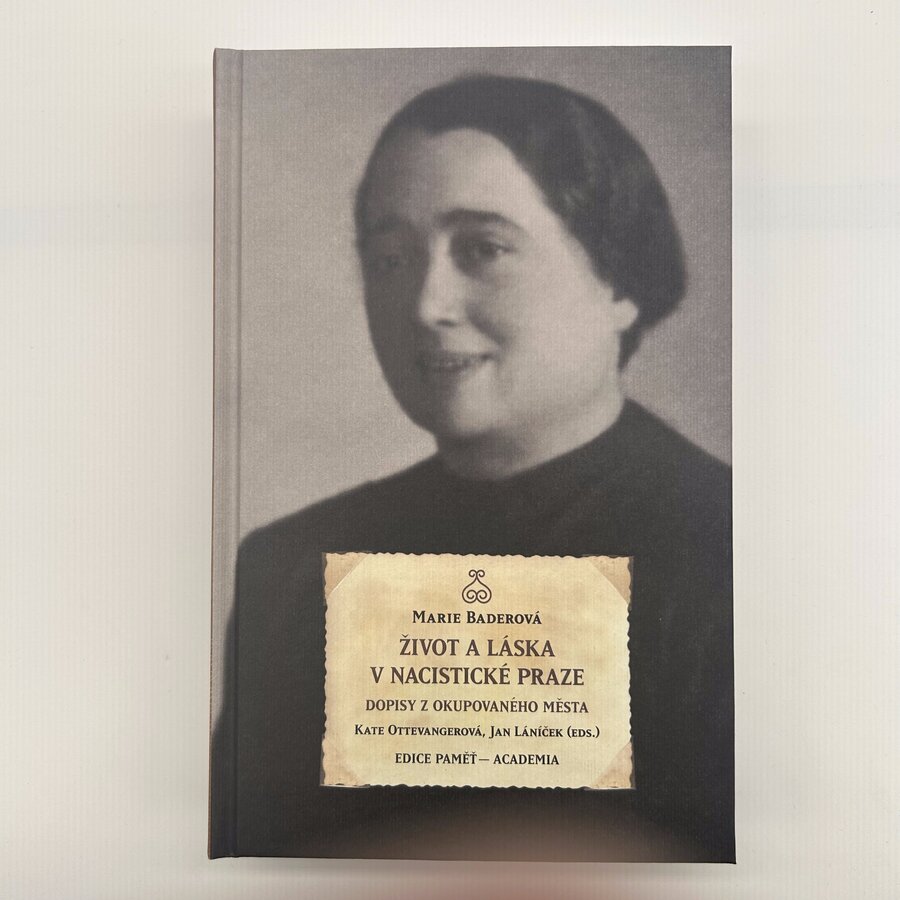 Marie Baderová
ŽIVOT A LÁSKA
V NACISTICKÉ PRAZE
DOPISY Z OKUPOVANÉHO MĚSTA
Kate Ottevangerová, Jan Láníček (eds.)
EDICE PAMĚŤ — ACADEMIA